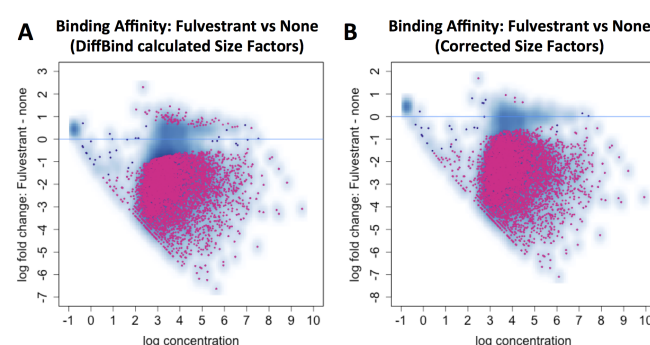 A
Binding Affinity: Fulvestrant vs None
(DiffBind calculated Size Factors)
log fold change: Fulvestrant - none
3
2
1
0
-1
-2
-3
-4
-5
-6
-7
-1 0 1 2 3 4 5 6 7 8 9 10
log concentration
B
Binding Affinity: Fulvestrant vs None
(Corrected Size Factors)
log fold change: Fulvestrant - none
2
1
0
-1
-2
-3
-4
-5
-6
-7
-8
-1 0 1 2 3 4 5 6 7 8 9 10
log concentration